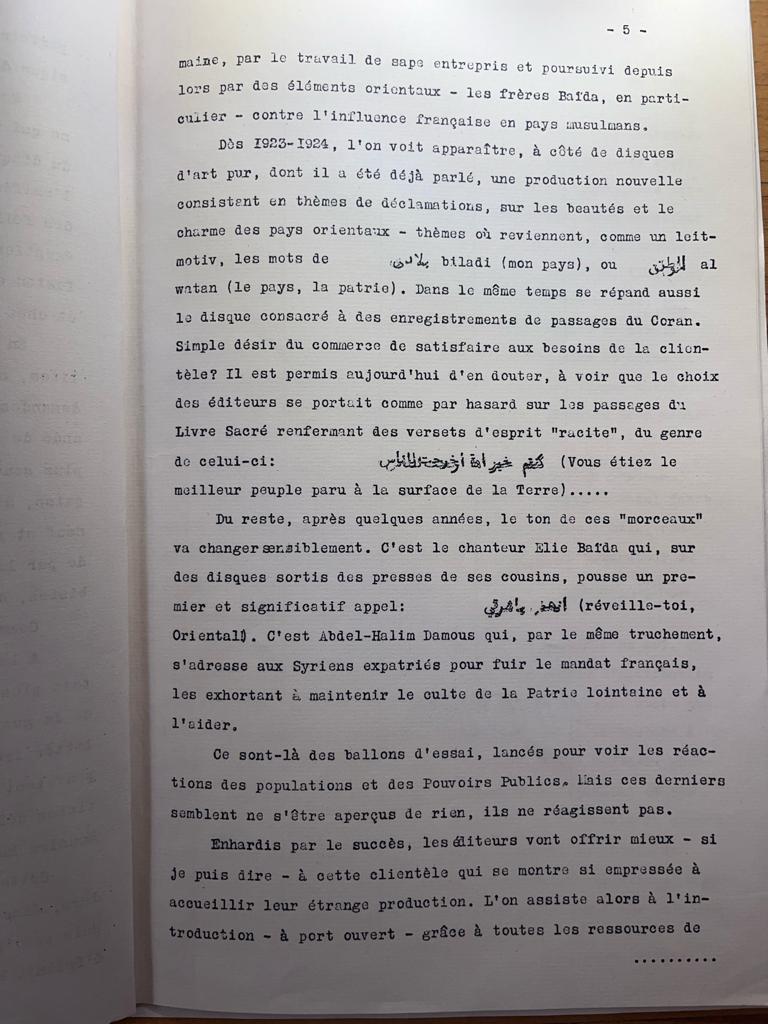 - 5 -
maine, par le travail de sape entrepris et poursuivi depuis
lors par des éléments orientaux - les frères Baïda, en parti-
culier - contre l'influence française en pays musulmans.
Dès 1923-1924, l'on voit apparaître, à côté de disques
d'art pur, dont il a été déjà parlé, une production nouvelle
consistant en thèmes de déclamations, sur les beautés et le
charme des pays orientaux - thèmes où reviennent, comme un leit-
motiv, les mots de بلادى biladi (mon pays), ou الوطن al
watan (le pays, la patrie). Dans le même temps se répand aussi
le disque consacré à des enregistrements de passages du Coran.
Simple désir du commerce de satisfaire aux besoins de la clien-
tèle? Il est permis aujourd'hui d'en douter, à voir que le choix
des éditeurs se portait comme par hasard sur les passages du
Livre Sacré renfermant des versets d'esprit "racite", du genre
de celui-ci: كنتم خير امة أخرجت للناس (Vous étiez le
meilleur peuple paru à la surface de la Terre).....
Du reste, après quelques années, le ton de ces "morceaux"
va changer sensiblement. C'est le chanteur Elie Baïda qui, sur
des disques sortis des presses de ses cousins, pousse un pre-
mier et significatif appel: (réveille-toi,
Oriental). C'est Abdel-Halim Damous qui, par le même truchement,
s'adresse aux Syriens expatriés pour fuir le mandat français,
les exhortant à maintenir le culte de la Patrie lointaine et à
l'aider.
Ce sont-là des ballons d'essai, lancés pour voir les réac-
tions des populations et des Pouvoirs Publics. Mais ces derniers
semblent ne s'être aperçus de rien, ils ne réagissent pas.
Enhardis par le succès, les éditeurs vont offrir mieux - si
je puis dire - à cette clientèle qui se montre si empressée à
accueillir leur étrange production. L'on assiste alors à l'in-
troduction - à port ouvert - grâce à toutes les ressources de
..........